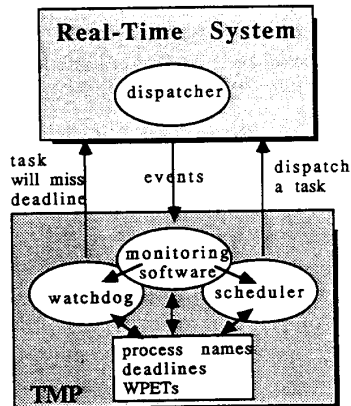 Real-Time System
dispatcher
task
will miss
deadline
events
dispatch
a task
monitoring
software
watchdog
scheduler
process names
deadlines
WPETs
TMP